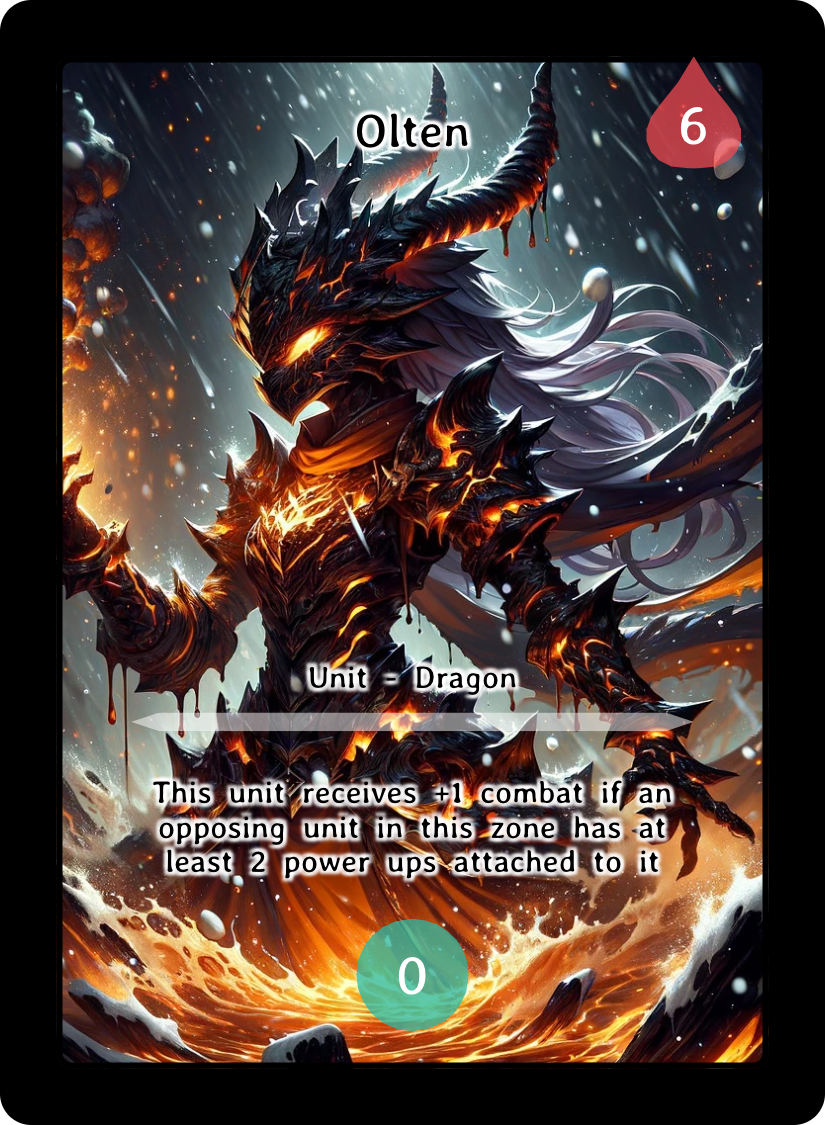 Olten
6
Unit - Dragon
This unit receives +1 combat if an
opposing unit in this zone has at
least 2 power ups attached to it
0